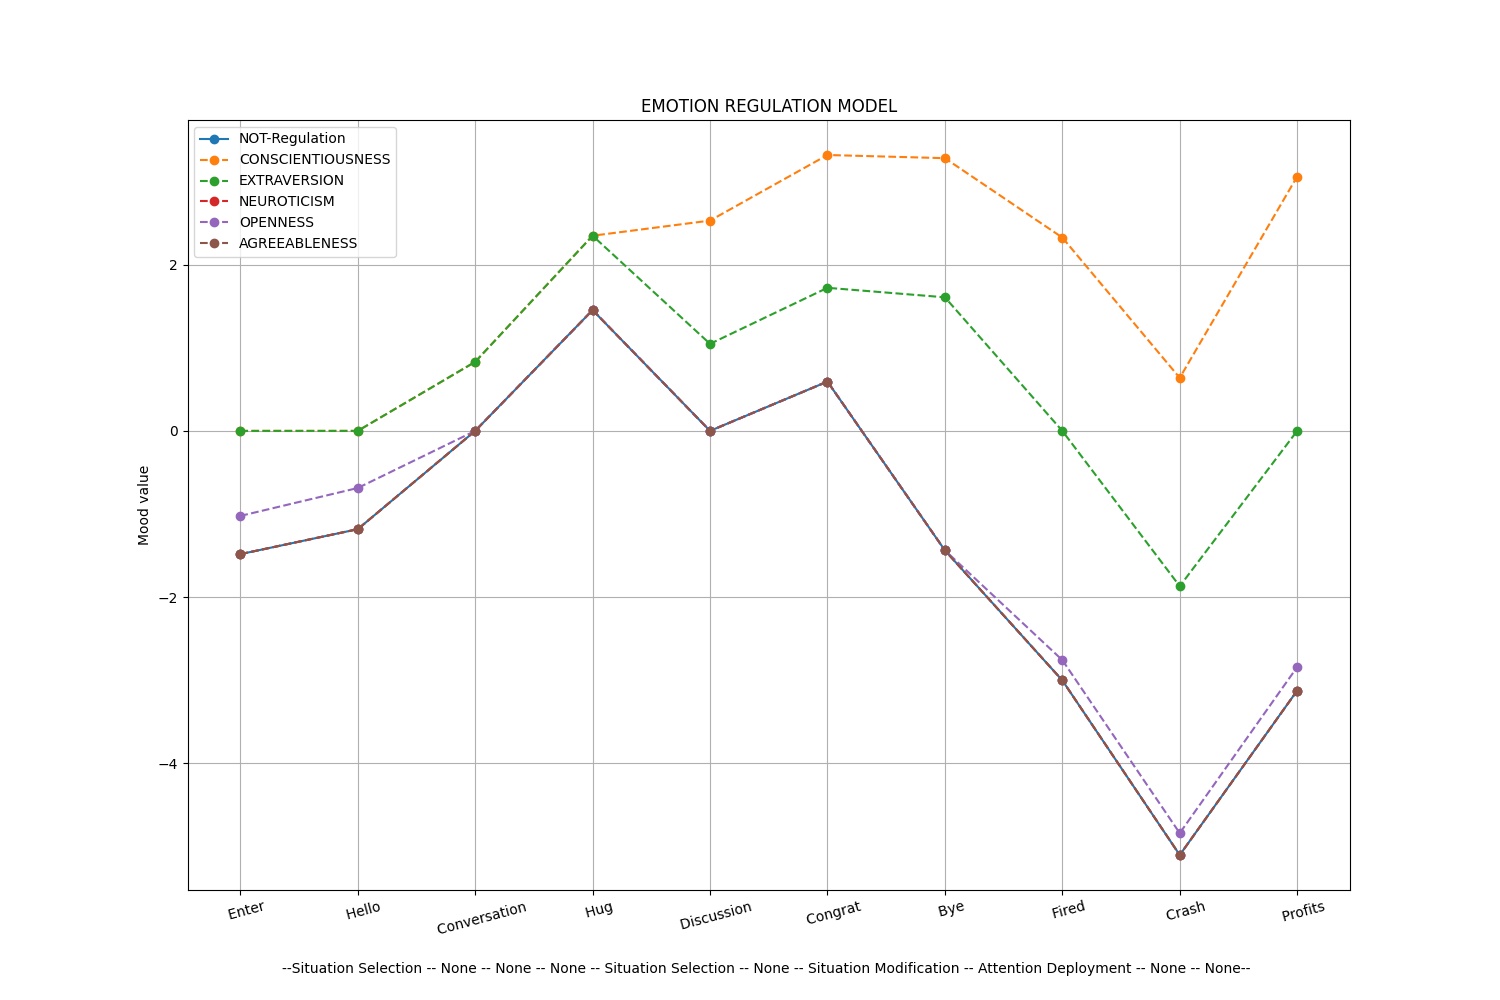 EMOTION REGULATION MODEL
NOT-Regulation
CONSCIENTIOUSNESS
EXTRAVERSION
NEUROTICISM
OPENNESS
AGREEABLENESS
2
0
−2
−4
Mood value
Enter
Hello
Conversation
Hug
Discussion
Congrat
Bye
Fired
Crash
Profits
--Situation Selection -- None -- None -- None -- Situation Selection -- None -- Situation Modification -- Attention Deployment -- None -- None--